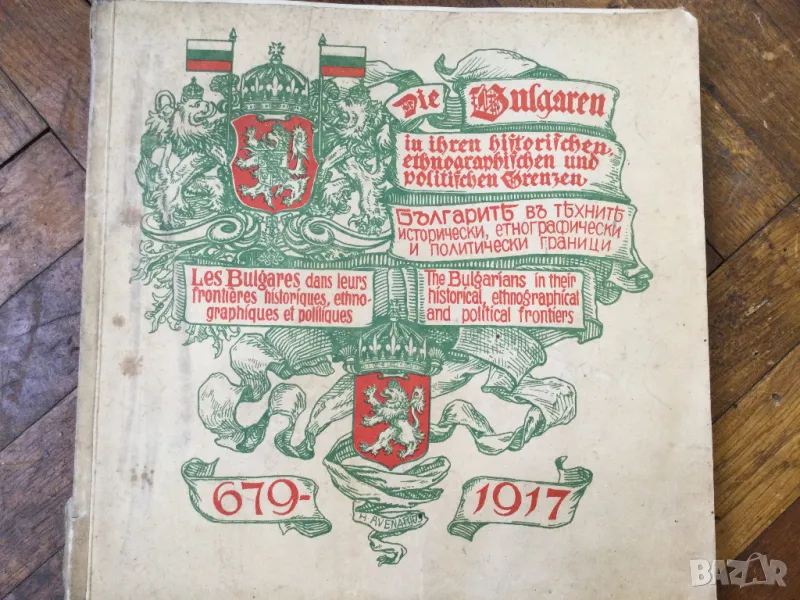 Die Bulgaren
in ihren historischen,
ethnographischen und
politischen Grenzen.
Българитѣ въ тѣхнитѣ
исторически, етнографически
и политически граници
Les Bulgares dans leurs
frontières historiques, ethno-
graphiques et politiques
The Bulgarians in their
historical, ethnographical
and political frontiers
679-
1917
H. AVENARIUS
BAZAR
bazar.bg